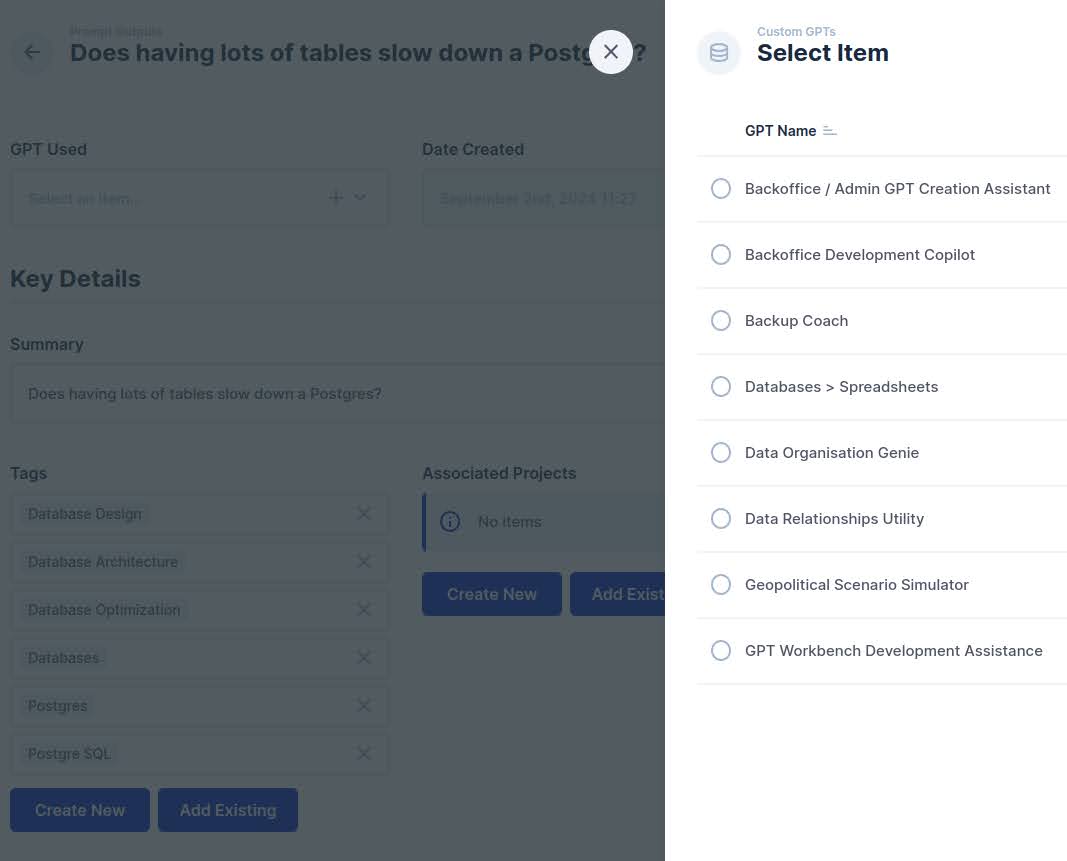 Prompt Outputs
Does having lots of tables slow down a Postg ?
GPT Used
Date Created
Select an item...
September 2nd, 2024 11:27
Key Details
Summary
Does having lots of tables slow down a Postgres?
Tags
Associated Projects
Database Design
No items
Database Architecture
Create New
Add Exist
Database Optimization
Databases
Postgres
Postgre SQL
Create New
Add Existing
Custom GPTs
Select Item
GPT Name
Backoffice / Admin GPT Creation Assistant
Backoffice Development Copilot
Backup Coach
Databases > Spreadsheets
Data Organisation Genie
Data Relationships Utility
Geopolitical Scenario Simulator
GPT Workbench Development Assistance